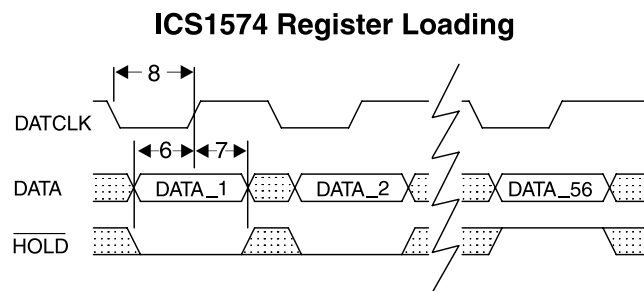 ICS1574 Register Loading
8
DATCLK
6 7
DATA DATA_1 DATA_2 DATA_56
HOLD